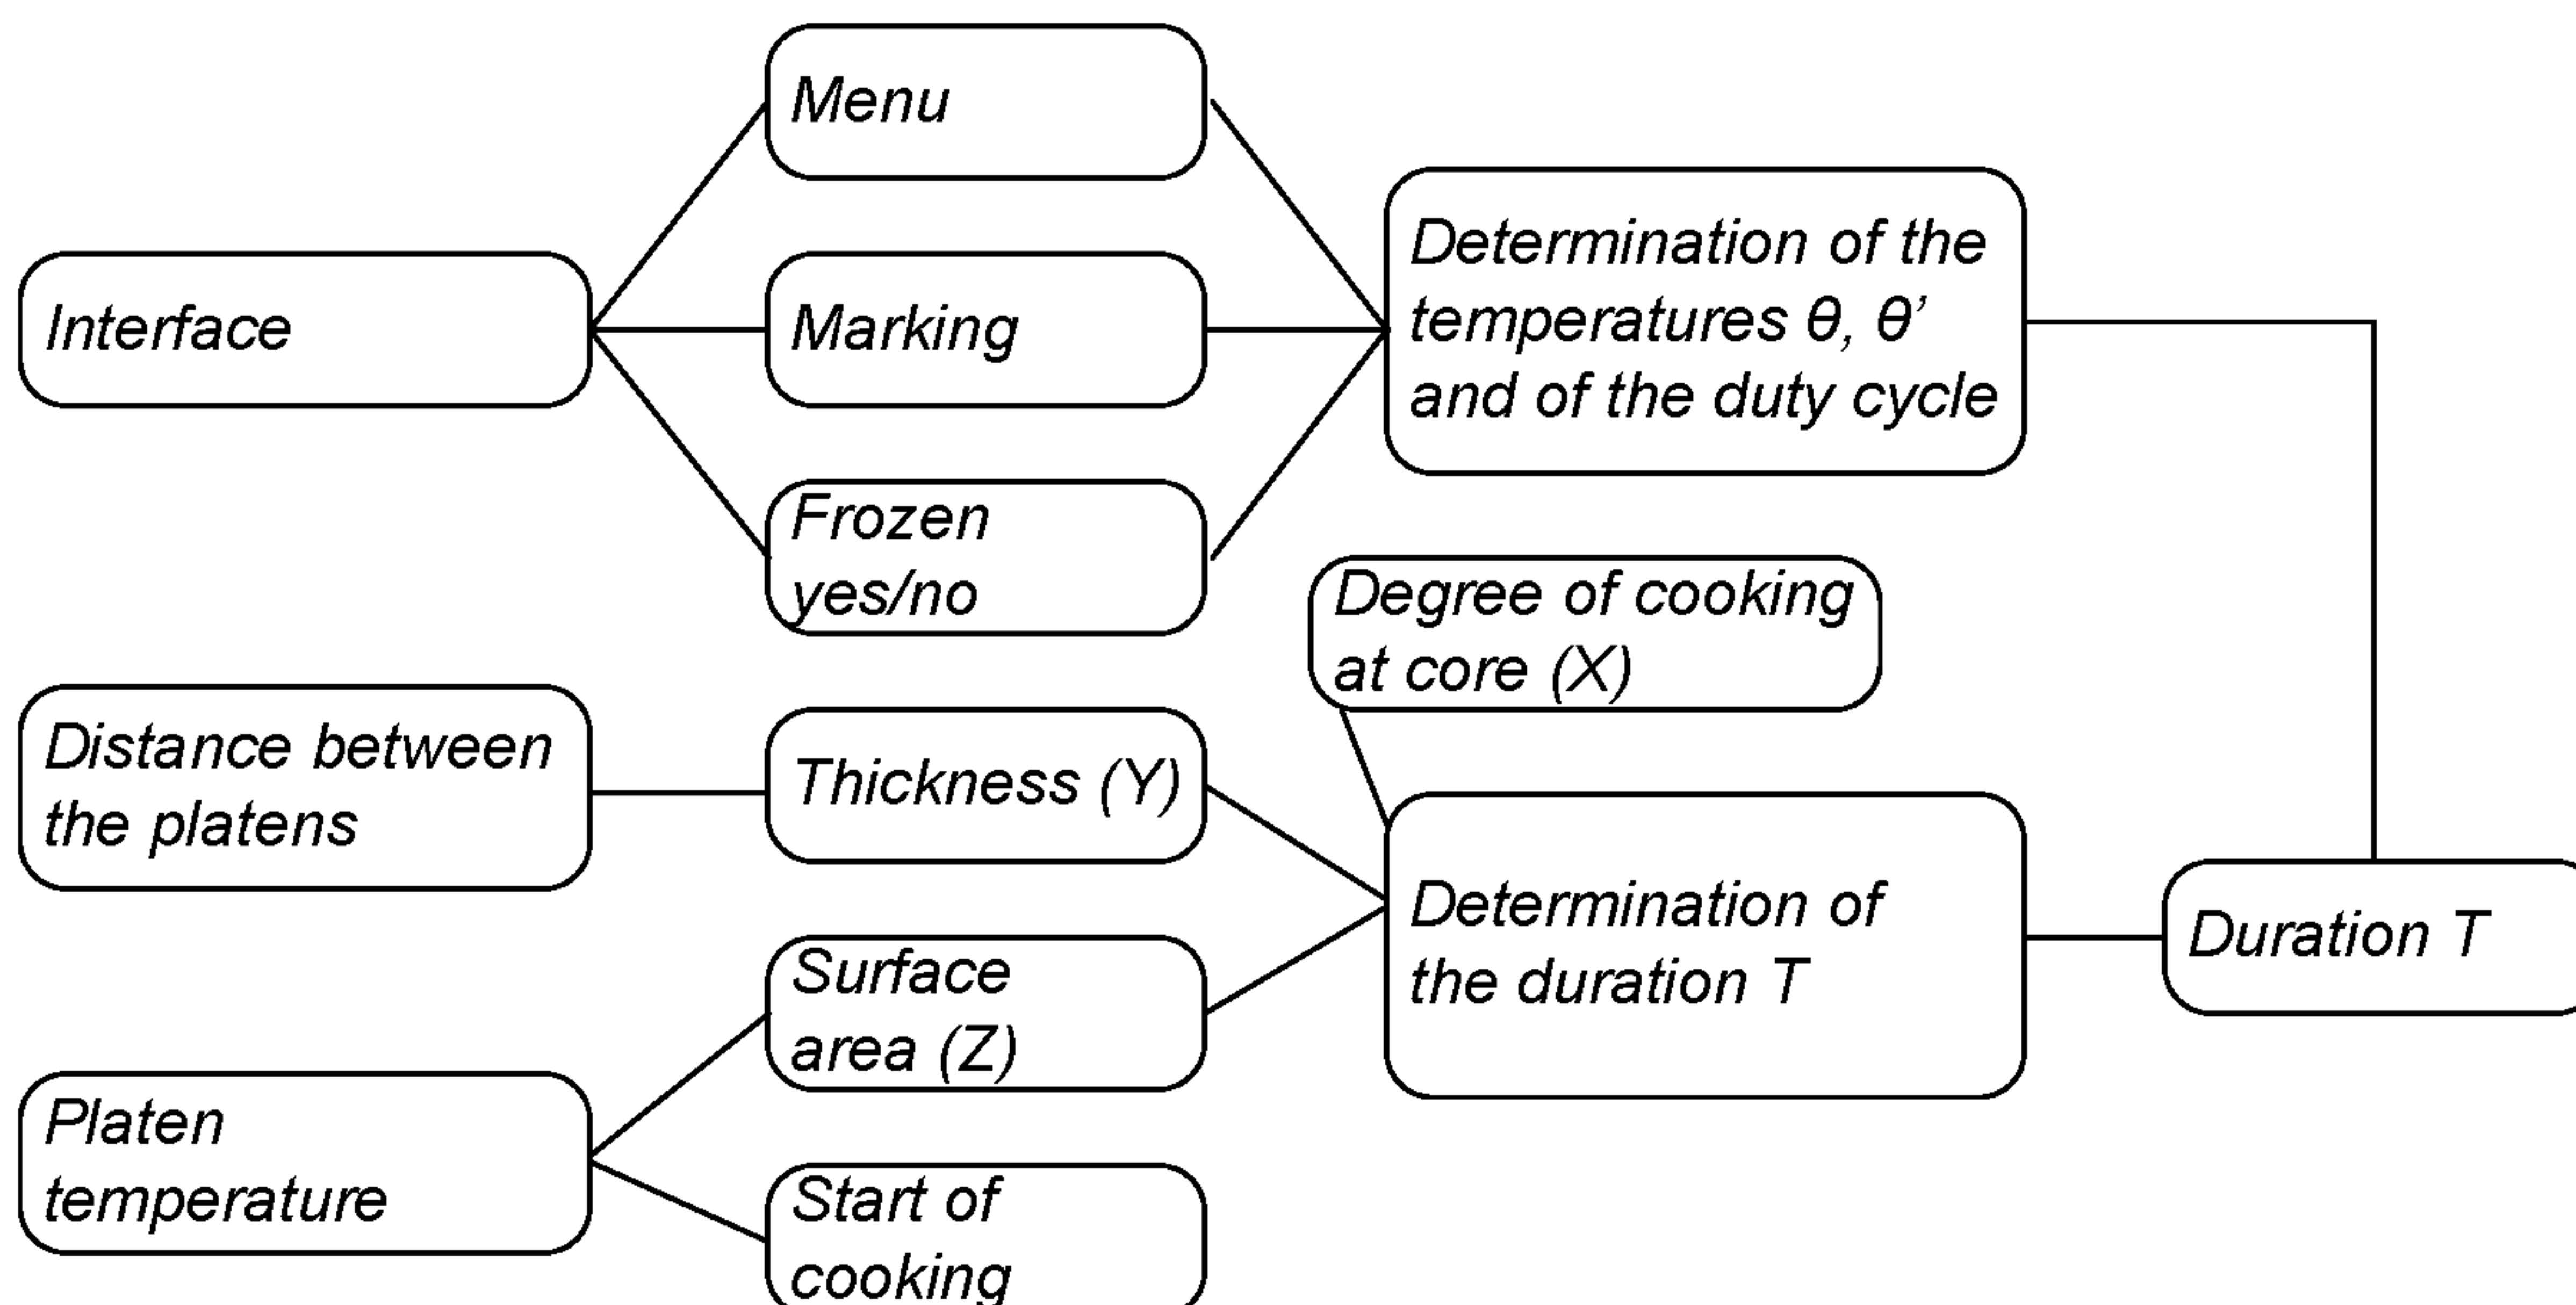 Menu
Interface
Marking
Determination of the
temperatures θ, θ’
and of the duty cycle
Frozen
yes/no
Degree of cooking
at core (X)
Distance between
the platens
Thickness (Y)
Determination of
the duration T
Duration T
Surface
area (Z)
Platen
temperature
Start of
cooking